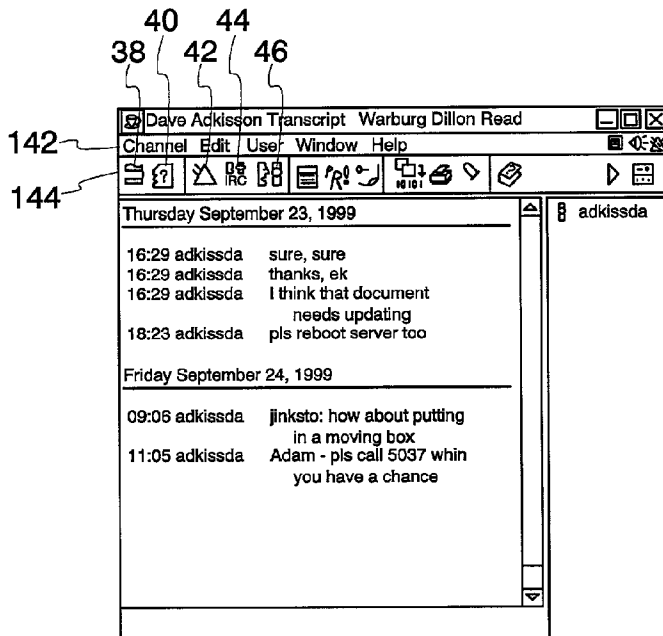 40 44
38 42 46
Dave Adkisson Transcript Warburg Dillon Read
142
Channel Edit User Window Help
144
IRC
R!
10101
Thursday September 23, 1999
adkissda
16:29 adkissda sure, sure
16:29 adkissda thanks, ek
16:29 adkissda I think that document
needs updating
18:23 adkissda pls reboot server too
Friday September 24, 1999
09:06 adkissda jinksto: how about putting
in a moving box
11:05 adkissda Adam - pls call 5037 whin
you have a chance